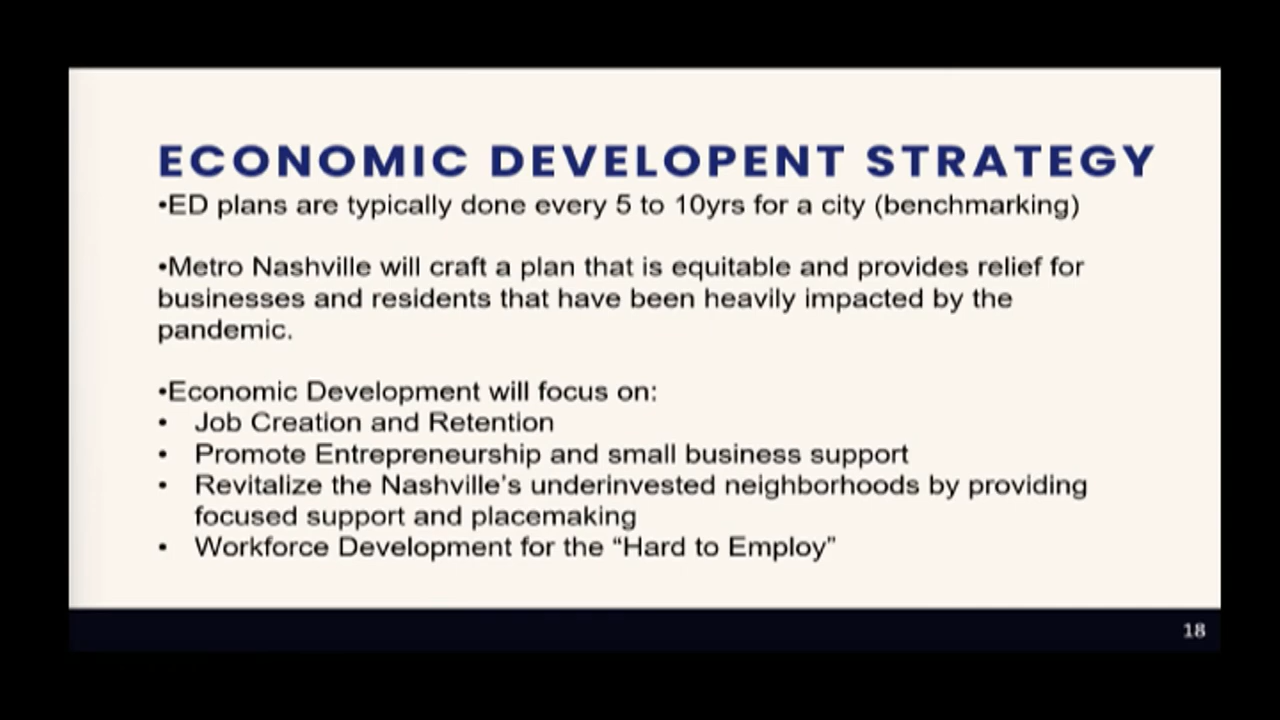 ECONOMIC DEVELOPENT STRATEGY
•ED plans are typically done every 5 to 10yrs for a city (benchmarking)
•Metro Nashville will craft a plan that is equitable and provides relief for
businesses and residents that have been heavily impacted by the
pandemic.
•Economic Development will focus on:
• Job Creation and Retention
• Promote Entrepreneurship and small business support
• Revitalize the Nashville's underinvested neighborhoods by providing
focused support and placemaking
• Workforce Development for the “Hard to Employ”
18